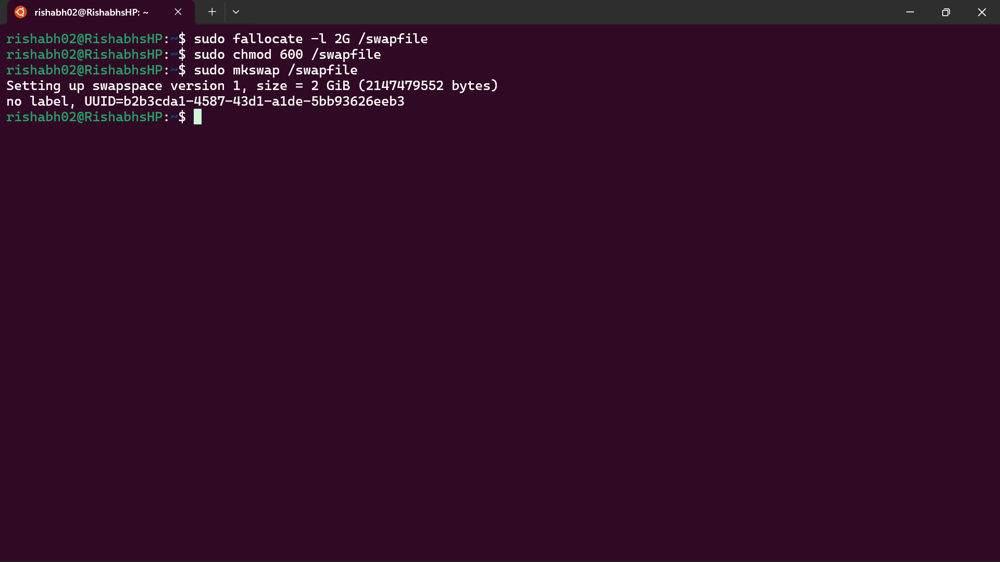 rishabh02@RishabhsHP: ~
rishabh02@RishabhsHP:~$ sudo fallocate -l 2G /swapfile
rishabh02@RishabhsHP:~$ sudo chmod 600 /swapfile
rishabh02@RishabhsHP:~$ sudo mkswap /swapfile
Setting up swapspace version 1, size = 2 GiB (2147479552 bytes)
no label, UUID=b2b3cda1-4587-43d1-a1de-5bb93626eeb3
rishabh02@RishabhsHP:~$